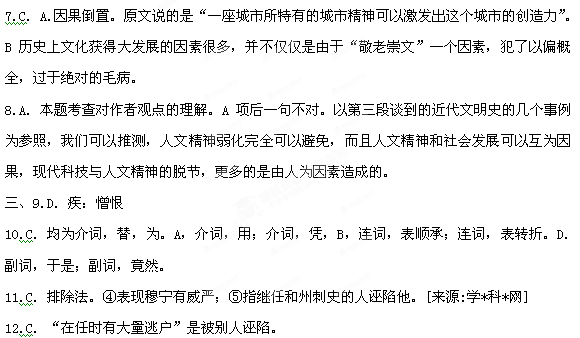 7.C. A.因果倒置。原文说的是“一座城市所特有的城市精神可以激发出这个城市的创造力”。
B 历史上文化获得大发展的因素很多，并不仅仅是由于“敬老崇文”一个因素，犯了以偏概
全，过于绝对的毛病。
8.A. 本题考查对作者观点的理解。A 项后一句不对。以第三段谈到的近代文明史的几个事例
为参照，我们可以推测，人文精神弱化完全可以避免，而且人文精神和社会发展可以互为因
果，现代科技与人文精神的脱节，更多的是由人为因素造成的。
三、9.D. 疾：憎恨
10.C. 均为介词，替，为。A，介词，用；介词，凭，B，连词，表顺承；连词，表转折。D.
副词，于是；副词，竟然。
11.C. 排除法。④表现穆宁有威严；⑤指继任和州刺史的人诬陷他。[来源:学*科*网]
12.C. “在任时有大量逃户”是被别人诬陷。